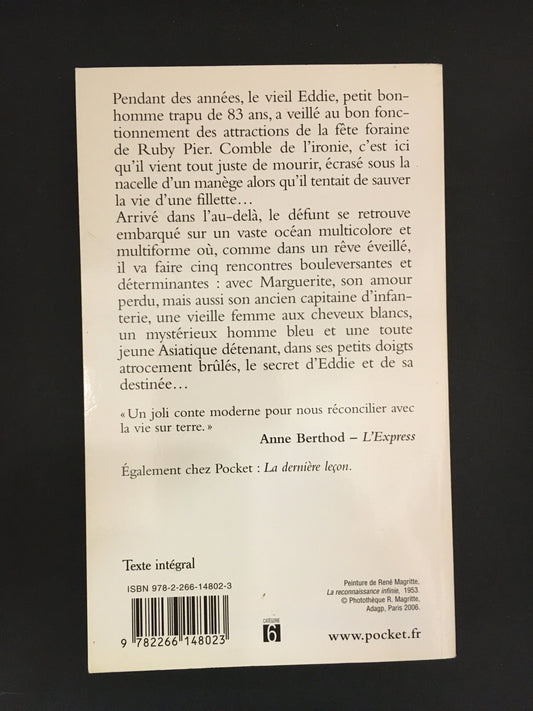 Pendant des années, le vieil Eddie, petit bon-
homme trapu de 83 ans, a veillé au bon fonc-
tionnement des attractions de la fête foraine
de Ruby Pier. Comble de l'ironie, c'est ici
qu'il vient tout juste de mourir, écrasé sous la
nacelle d'un manège alors qu'il tentait de sauver
la vie d'une fillette…
Arrivé dans l'au-delà, le défunt se retrouve
embarqué sur un vaste océan multicolore et
multiforme où, comme dans un rêve éveillé,
il va faire cinq rencontres bouleversantes et
déterminantes : avec Marguerite, son amour
perdu, mais aussi son ancien capitaine d'infan-
terie, une vieille femme aux cheveux blancs,
un mystérieux homme bleu et une toute
jeune Asiatique détenant, dans ses petits doigts
atrocement brûlés, le secret d'Eddie et de sa
destinée…
« Un joli conte moderne pour nous réconcilier avec
la vie sur terre. »
Anne Berthod – L'Express
Également chez Pocket : La dernière leçon.
Texte intégral
ISBN 978-2-266-14802-3
9 782266 148023
CATÉGORIE
6
Peinture de René Magritte,
La reconnaissance infinie, 1953.
© Photothèque R. Magritte,
Adagp, Paris 2006.
www.pocket.fr